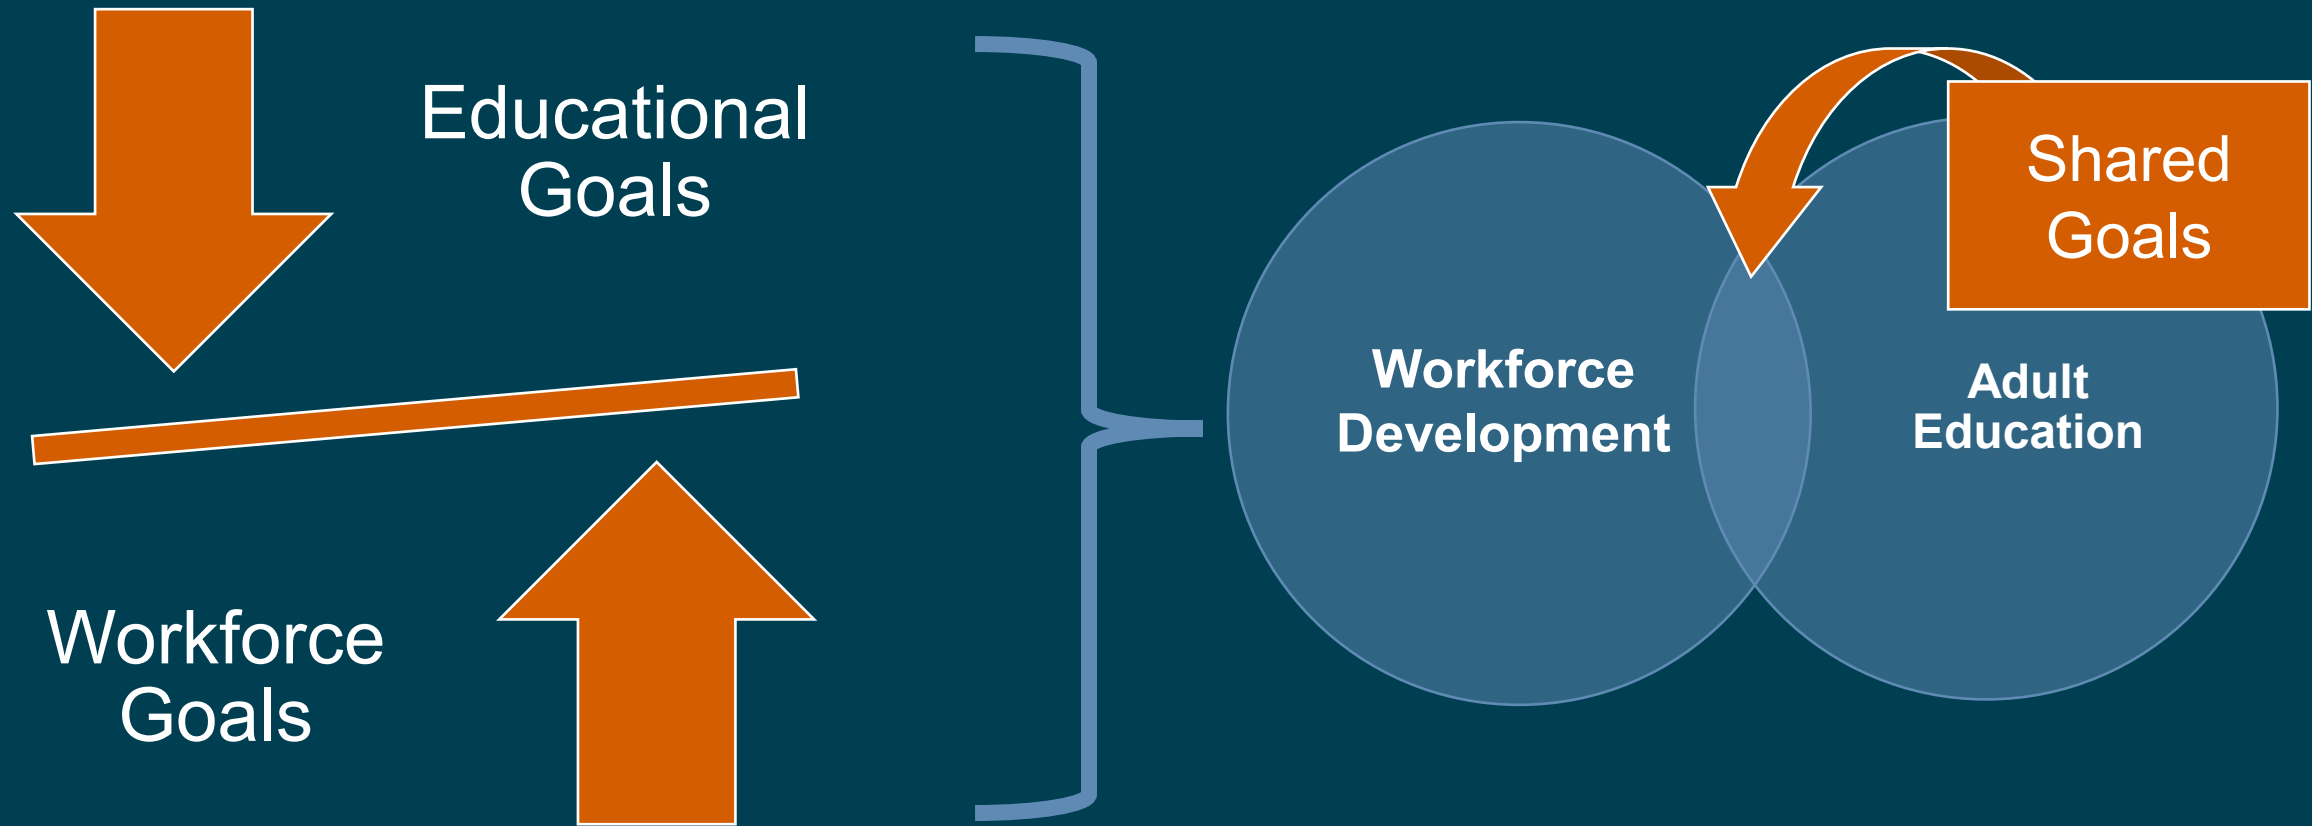 Educational
Goals
Workforce
Goals
Workforce
Development
Adult
Education
Shared
Goals